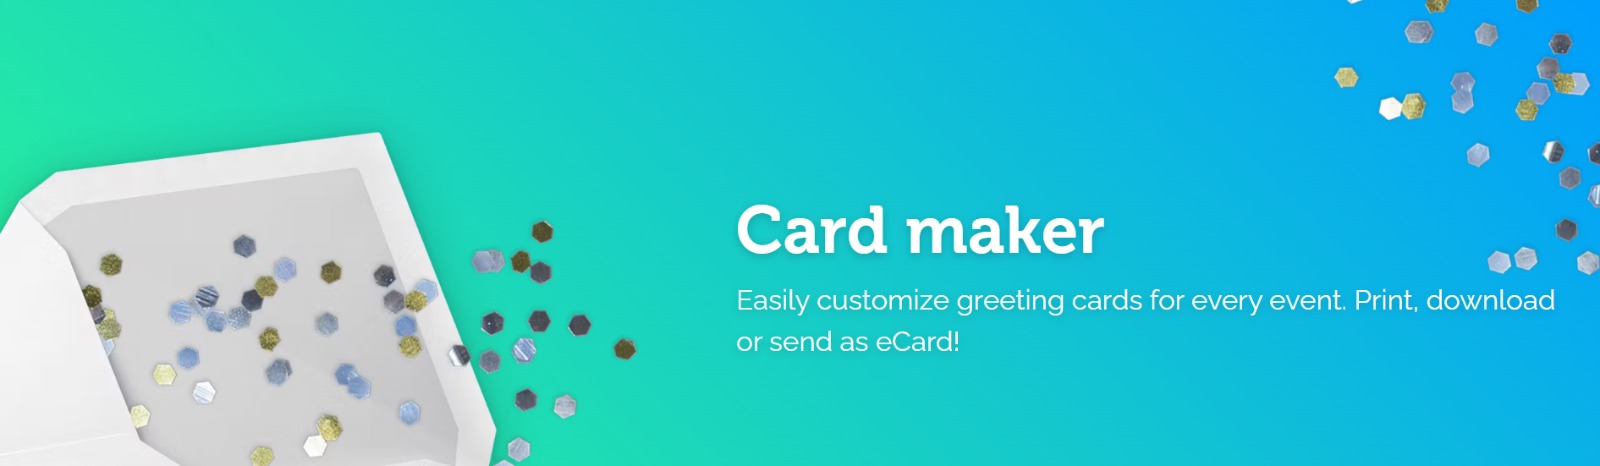 Card maker
Easily customize greeting cards for every event. Print, download
or send as eCard!